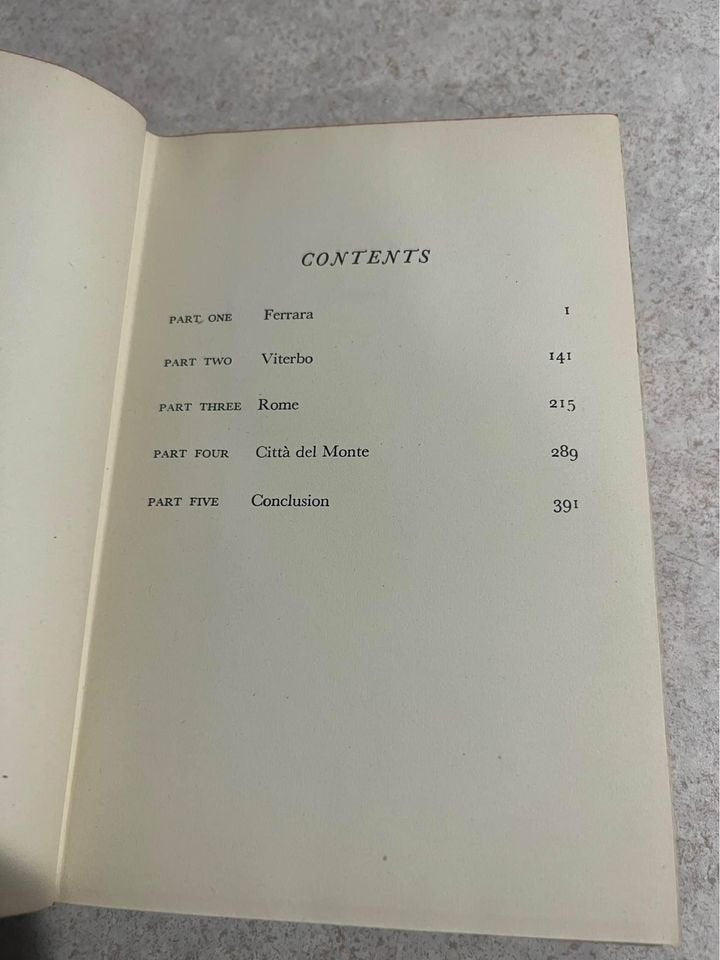 CONTENTS
PART ONE Ferrara 1
PART TWO Viterbo 141
PART THREE Rome 215
PART FOUR Città del Monte 289
PART FIVE Conclusion 391